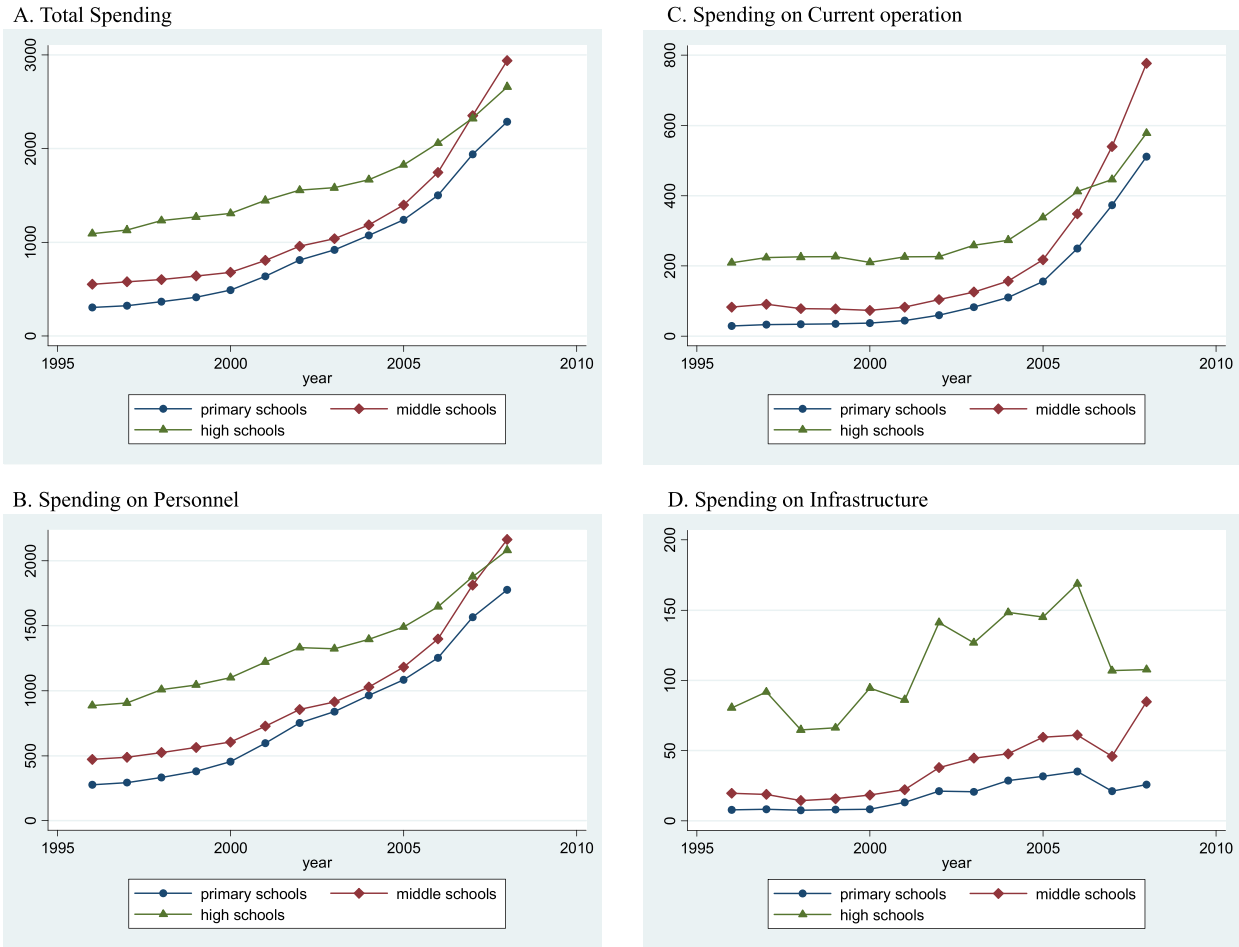 A. Total Spending
3000
2000
1000
0
1995 2000 2005 2010
year
primary schools middle schools
high schools
C. Spending on Current operation
800
600
400
200
0
1995 2000 2005 2010
year
primary schools middle schools
high schools
B. Spending on Personnel
2000
1500
1000
500
0
1995 2000 2005 2010
year
primary schools middle schools
high schools
D. Spending on Infrastructure
200
150
100
50
0
1995 2000 2005 2010
year
primary schools middle schools
high schools